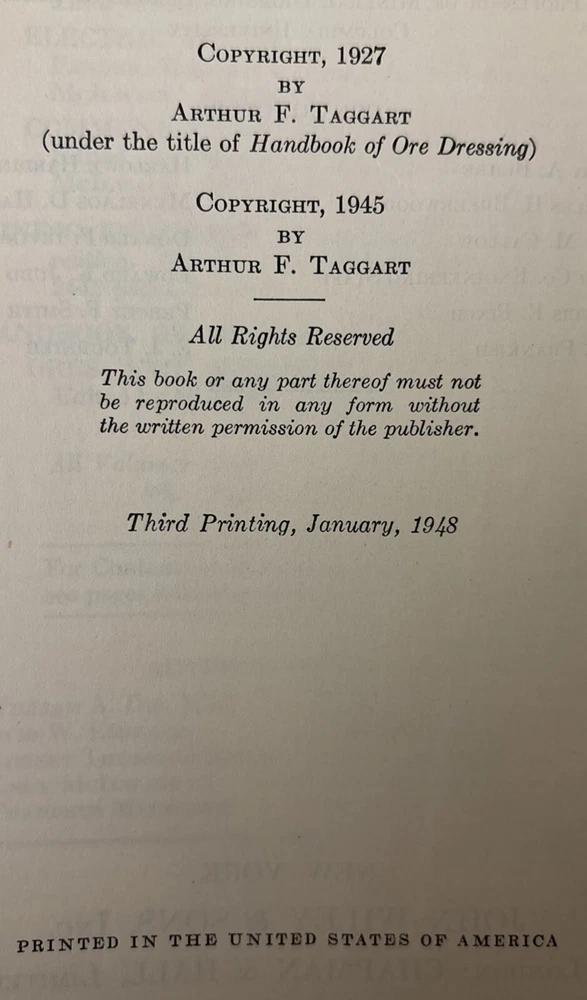 COPYRIGHT, 1927
BY
ARTHUR F. TAGGART
(under the title of Handbook of Ore Dressing)
COPYRIGHT, 1945
BY
ARTHUR F. TAGGART
All Rights Reserved
This book or any part thereof must not
be reproduced in any form without
the written permission of the publisher.
Third Printing, January, 1948
PRINTED IN THE UNITED STATES OF AMERICA